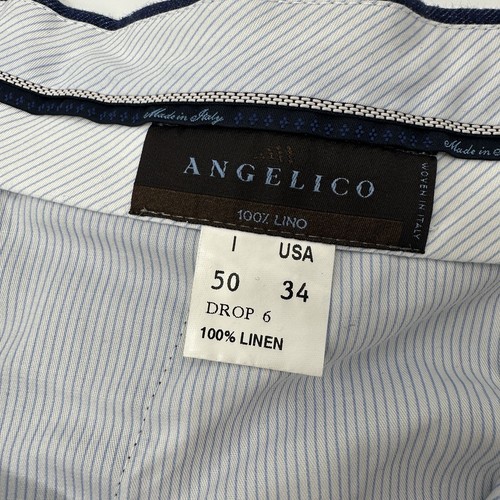 Made in Italy
Made in
ANGELICO
WOVEN IN ITALY
100% LINO
I USA
50 34
DROP 6
100% LINEN